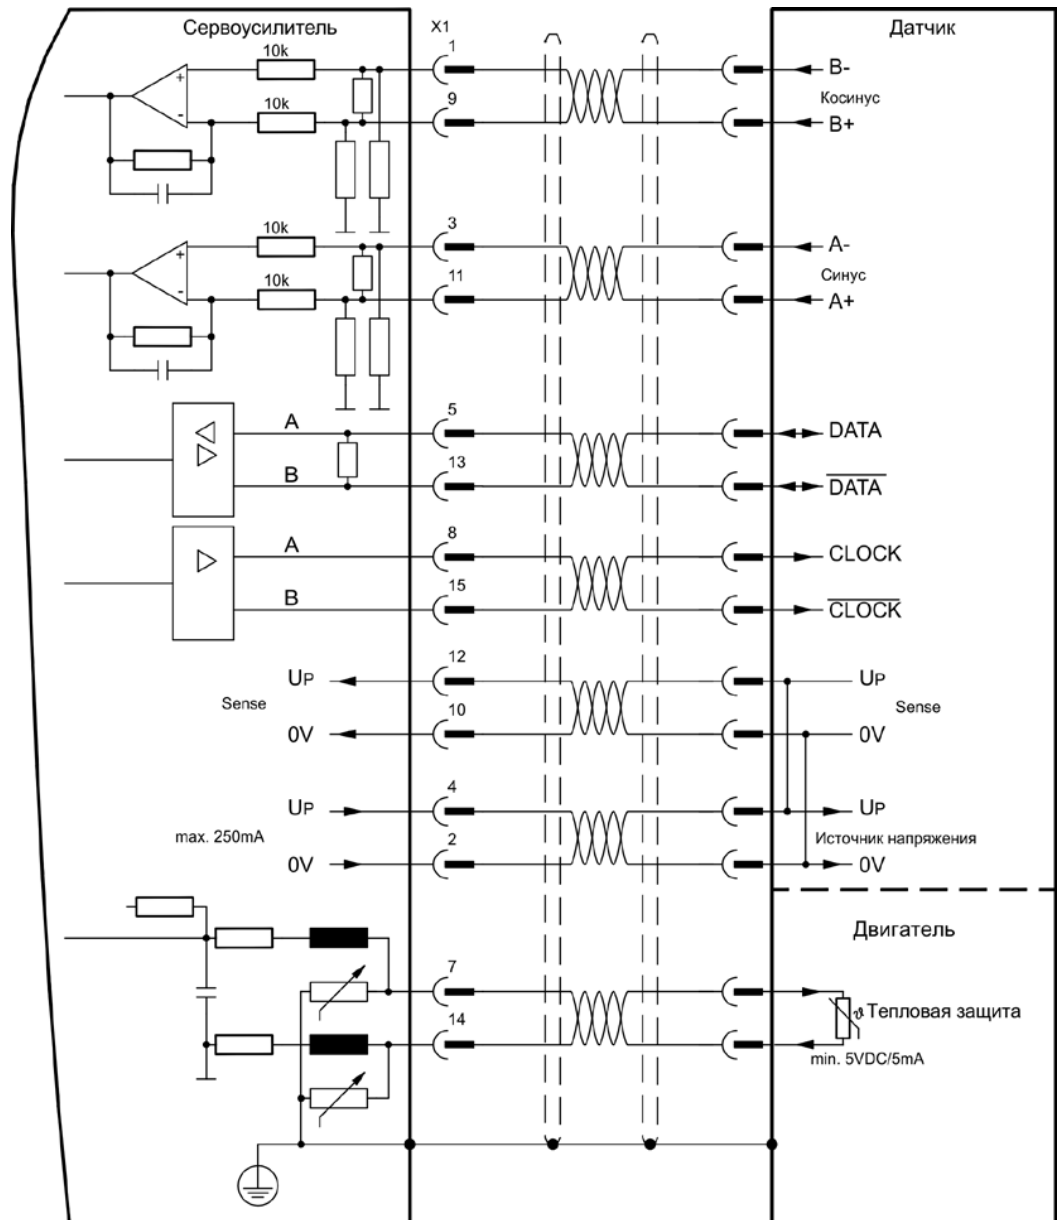 Сервоусилитель X1 Датчик
10k 1 B-
+
Косинус
10k 9 B+
-
10k 3 A-
+
Синус
10k 11 A+
-
A 5 DATA
B 13 DATA
A 8 CLOCK
B 15 CLOCK
UP 12 UP
Sense Sense
0V 10 0V
UP 4 UP
max. 250mA Источник напряжения
0V 2 0V
Двигатель
7
ϑ Тепловая защита
14
min. 5VDC/5mA